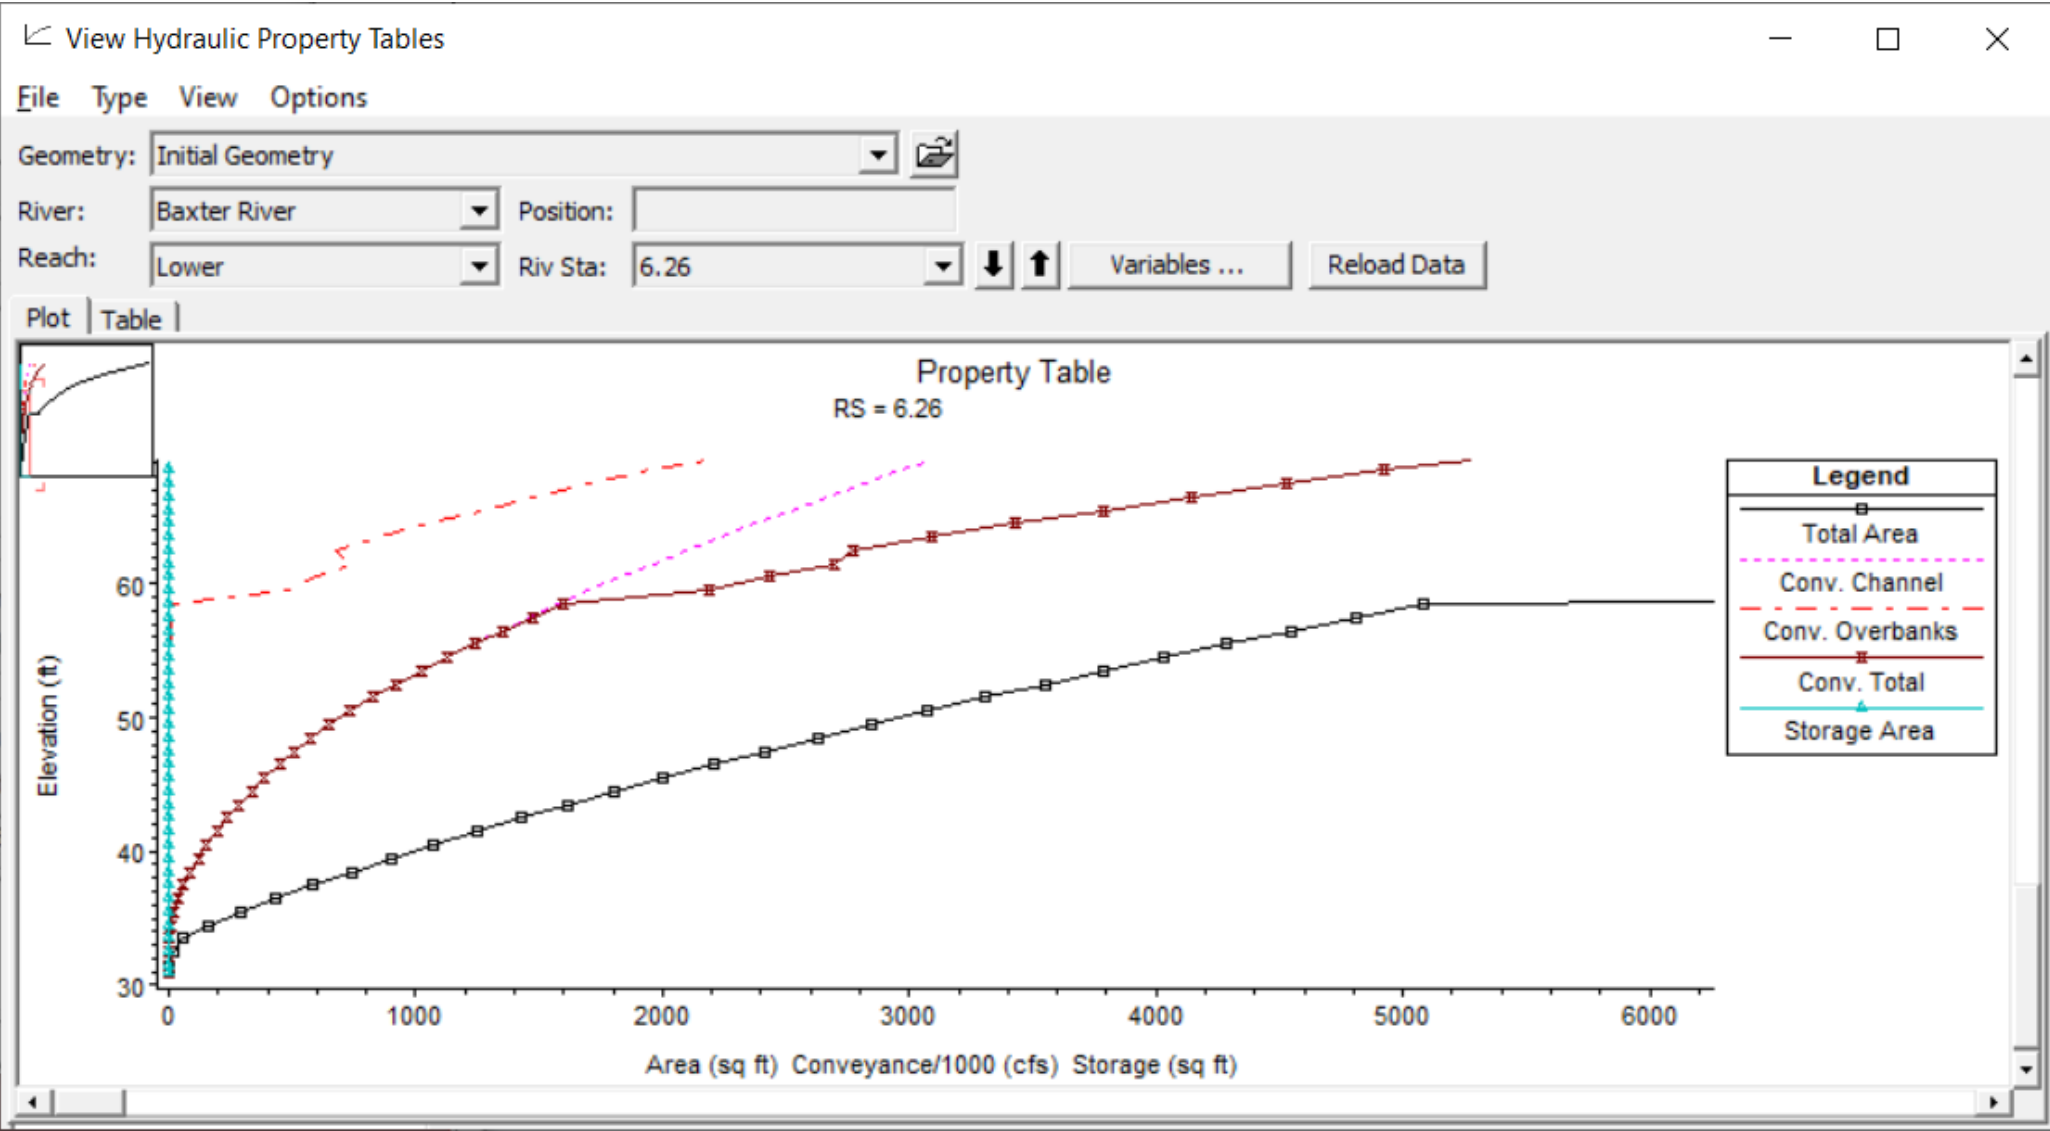 View Hydraulic Property Tables
File Type View Options
Geometry: Initial Geometry
River: Baxter River Position:
Reach: Lower Riv Sta: 6.26 Variables ... Reload Data
Plot Table
Property Table
RS = 6.26
Legend
Total Area
Conv. Channel
Conv. Overbanks
Conv. Total
Storage Area
60
50
40
30
Elevation (ft)
0 1000 2000 3000 4000 5000 6000
Area (sq ft) Conveyance/1000 (cfs) Storage (sq ft)